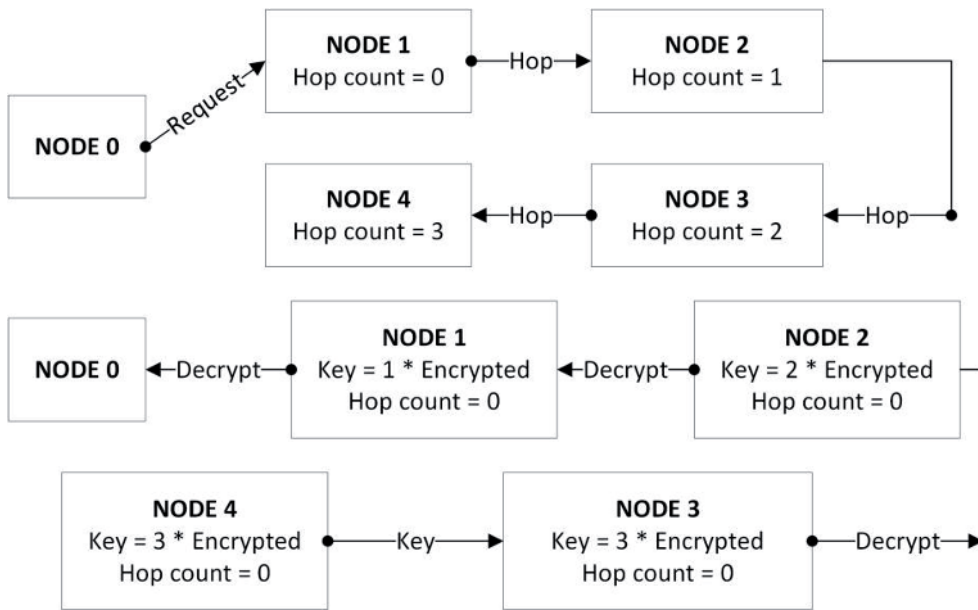 NODE 0
Request
NODE 1
Hop count = 0
Hop
NODE 2
Hop count = 1
Hop
NODE 3
Hop count = 2
Hop
NODE 4
Hop count = 3
NODE 0
Decrypt
NODE 1
Key = 1 * Encrypted
Hop count = 0
Decrypt
NODE 2
Key = 2 * Encrypted
Hop count = 0
NODE 4
Key = 3 * Encrypted
Hop count = 0
Key
NODE 3
Key = 3 * Encrypted
Hop count = 0
Decrypt